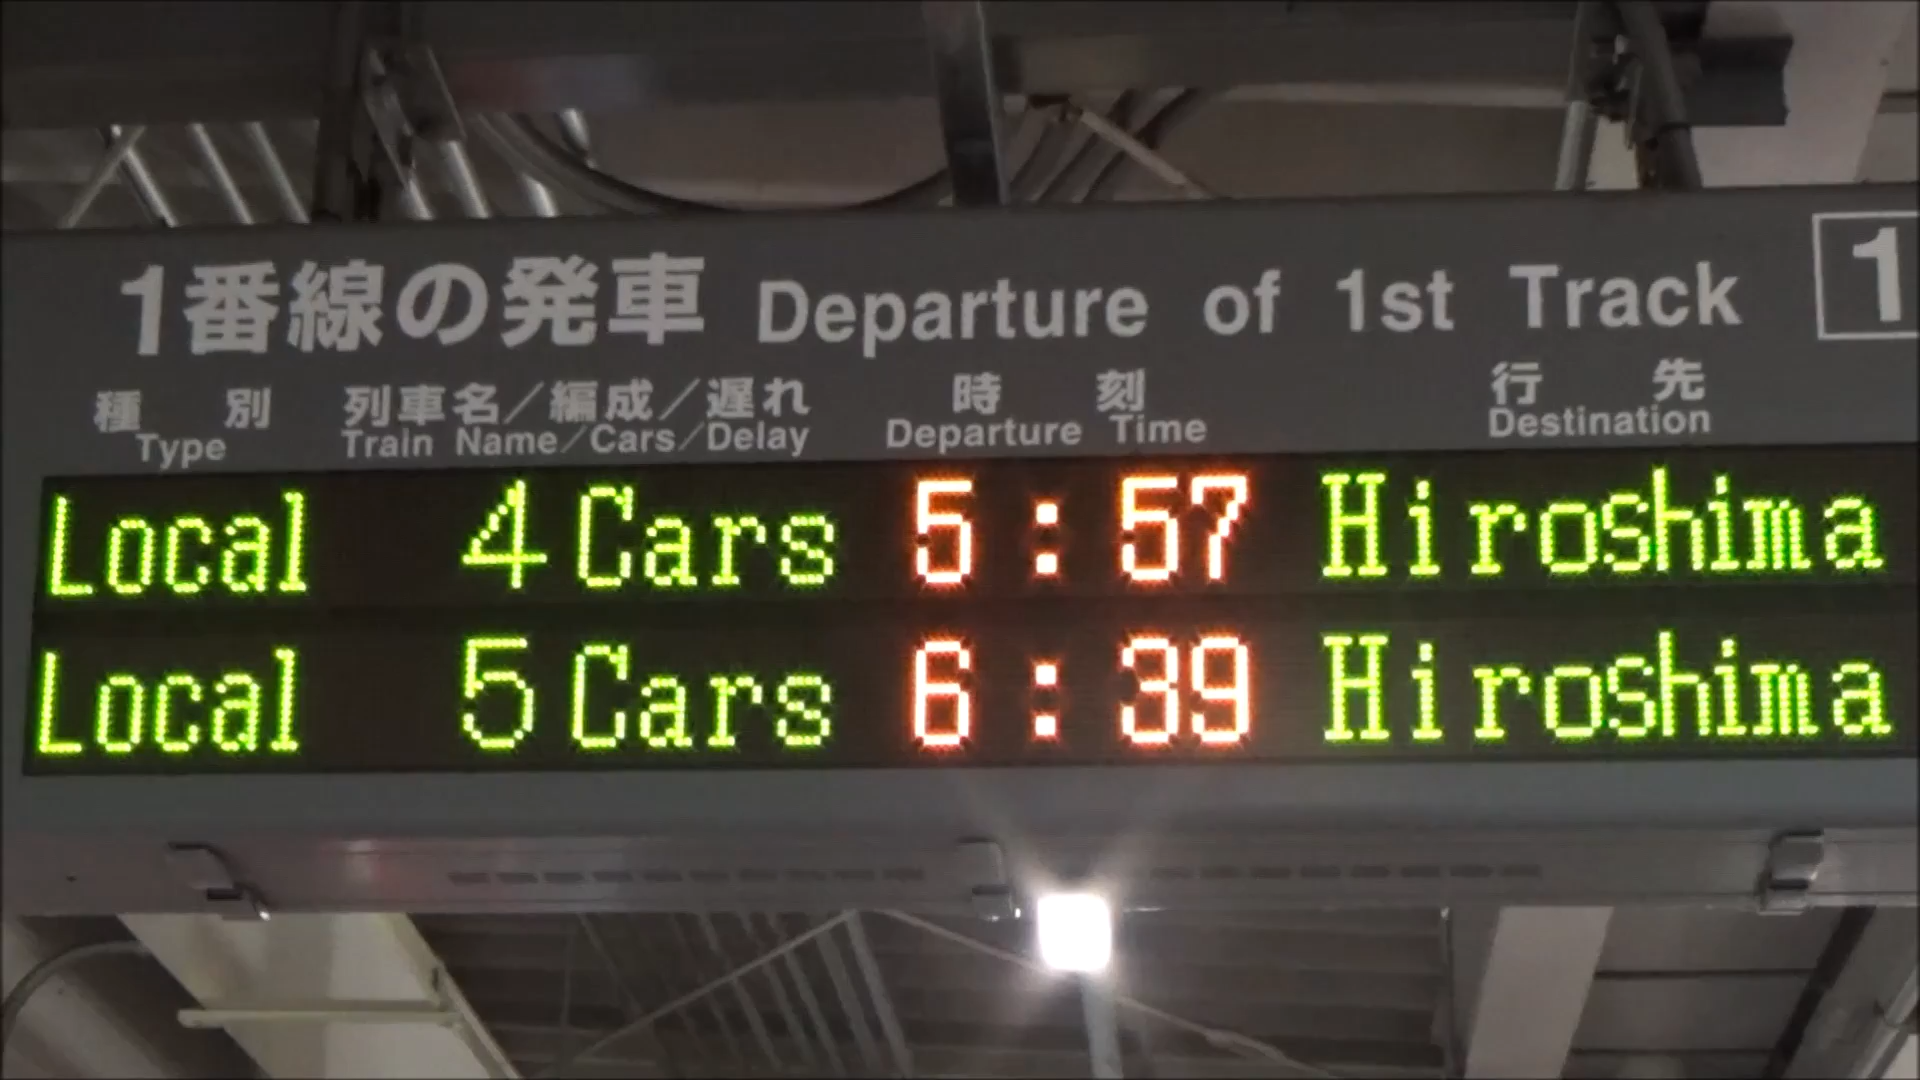 1番線の発車 Departure of 1st Track 1
種別 列車名/編成/遅れ 時刻 行先
Type Train Name/Cars/Delay Departure Time Destination
Local 4 Cars 5:57 Hiroshima
Local 5 Cars 6:39 Hiroshima